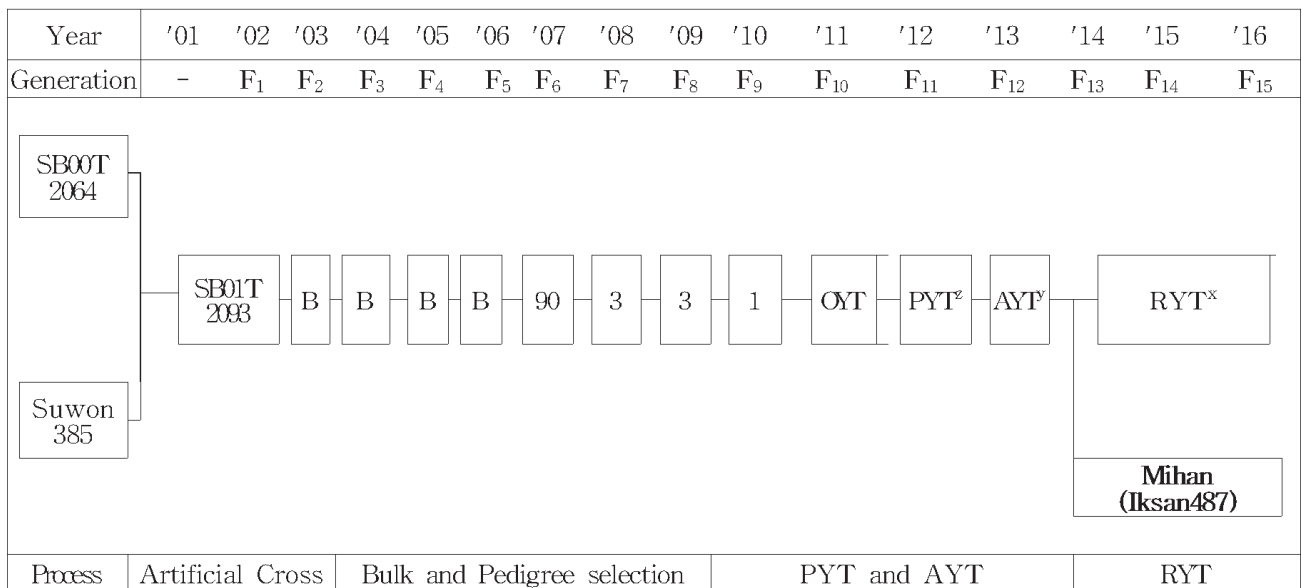 Year '01 '02 '03 '04 '05 '06 '07 '08 '09 '10 '11 '12 '13 '14 '15 '16
Generation - F₁ F₂ F₃ F₄ F₅ F₆ F₇ F₈ F₉ F₁₀ F₁₁ F₁₂ F₁₃ F₁₄ F₁₅
SB00T
2064
SB01T
2093
B B B B 90 3 3 1 OYT PYTᶻ AYTʸ RYTˣ
Suwon
385
Mihan
(Iksan487)
Process Artificial Cross Bulk and Pedigree selection PYT and AYT RYT